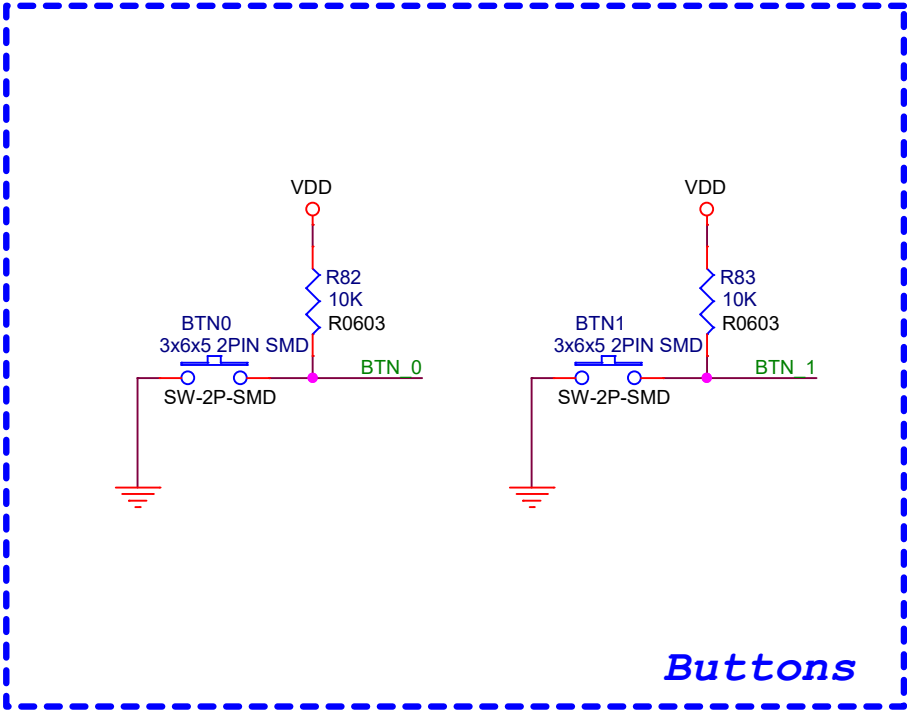 VDD
R82
10K
R0603
BTN0
3x6x5 2PIN SMD
BTN_0
SW-2P-SMD
VDD
R83
10K
R0603
BTN1
3x6x5 2PIN SMD
BTN_1
SW-2P-SMD
Buttons